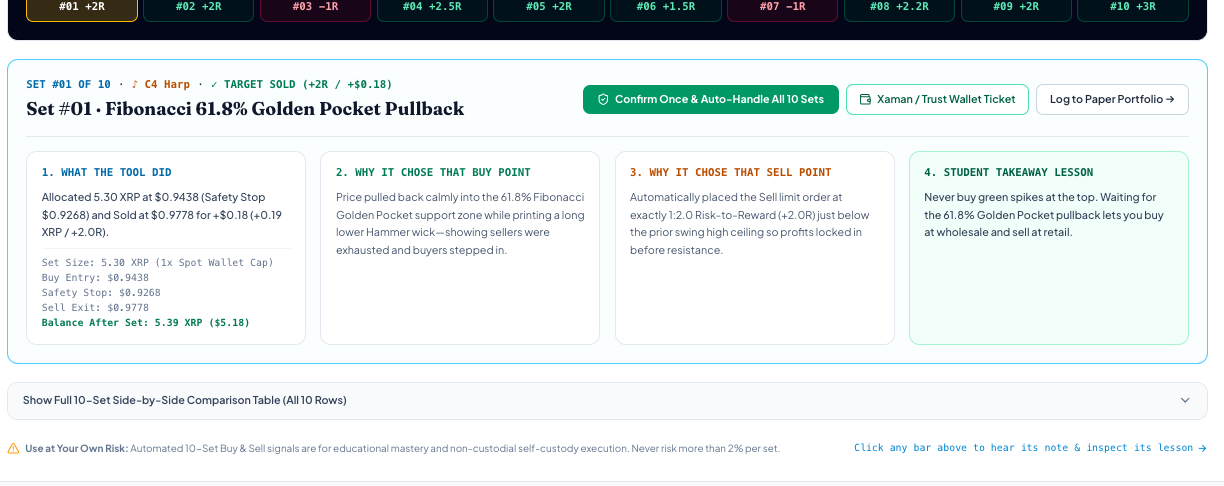 #01 +2R
#02 +2R
#03 −1R
#04 +2.5R
#05 +2R
#06 +1.5R
#07 −1R
#08 +2.2R
#09 +2R
#10 +3R
SET #01 OF 10 · ♪ C4 Harp · ✓ TARGET SOLD (+2R / +$0.18)
Set #01 · Fibonacci 61.8% Golden Pocket Pullback
Confirm Once & Auto-Handle All 10 Sets
Xaman / Trust Wallet Ticket
Log to Paper Portfolio →
1. WHAT THE TOOL DID
Allocated 5.30 XRP at $0.9438 (Safety Stop
$0.9268) and Sold at $0.9778 for +$0.18 (+0.19
XRP / +2.0R).
Set Size: 5.30 XRP (1x Spot Wallet Cap)
Buy Entry: $0.9438
Safety Stop: $0.9268
Sell Exit: $0.9778
Balance After Set: 5.39 XRP ($5.18)
2. WHY IT CHOSE THAT BUY POINT
Price pulled back calmly into the 61.8% Fibonacci
Golden Pocket support zone while printing a long
lower Hammer wick—showing sellers were
exhausted and buyers stepped in.
3. WHY IT CHOSE THAT SELL POINT
Automatically placed the Sell limit order at
exactly 1:2.0 Risk-to-Reward (+2.0R) just below
the prior swing high ceiling so profits locked in
before resistance.
4. STUDENT TAKEAWAY LESSON
Never buy green spikes at the top. Waiting for
the 61.8% Golden Pocket pullback lets you buy
at wholesale and sell at retail.
Show Full 10-Set Side-by-Side Comparison Table (All 10 Rows)
Use at Your Own Risk: Automated 10-Set Buy & Sell signals are for educational mastery and non-custodial self-custody execution. Never risk more than 2% per set.
Click any bar above to hear its note & inspect its lesson →